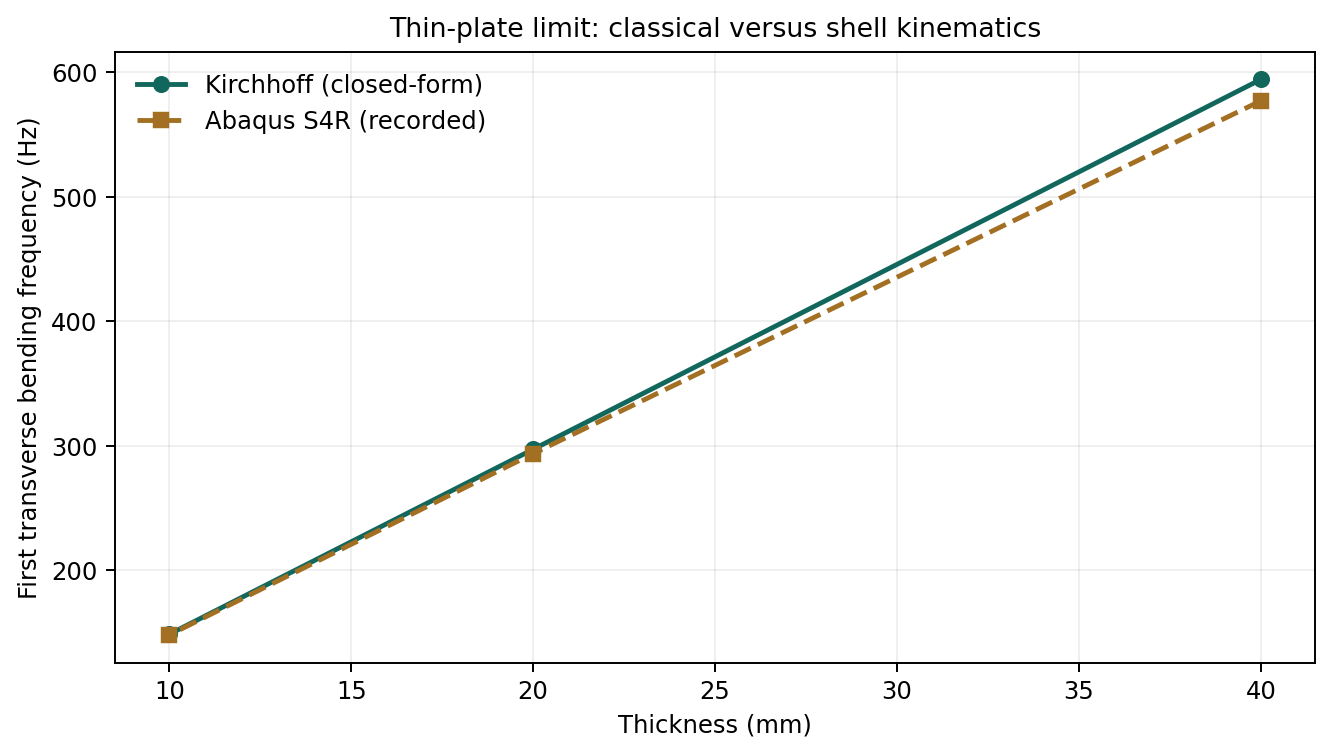 Thin-plate limit: classical versus shell kinematics
Kirchhoff (closed-form)
Abaqus S4R (recorded)
First transverse bending frequency (Hz)
600
500
400
300
200
10
15
20
25
30
35
40
Thickness (mm)